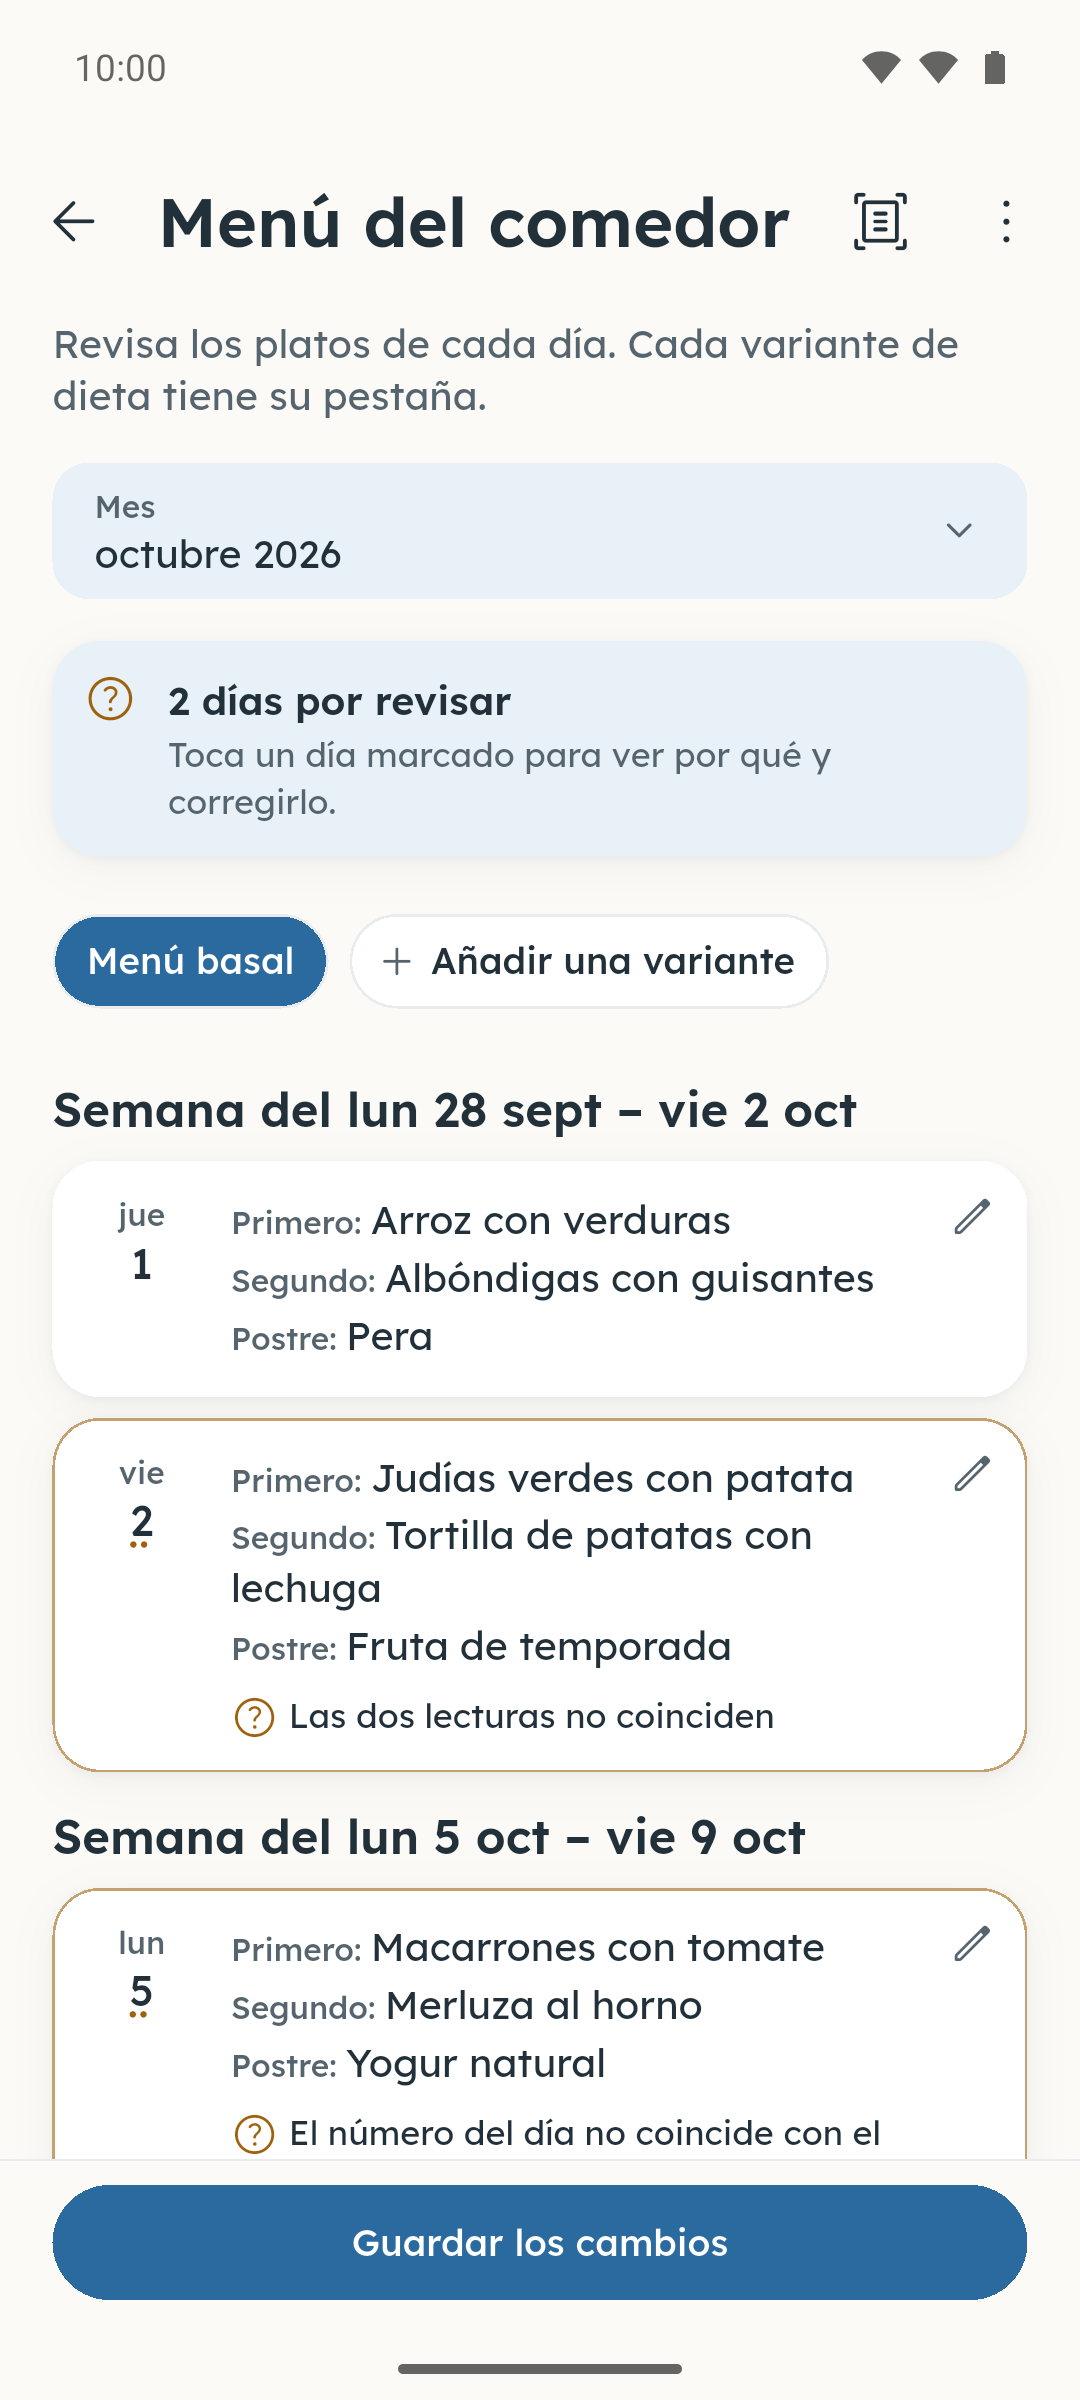 10:00
Menú del comedor
Revisa los platos de cada día. Cada variante de
dieta tiene su pestaña.
Mes
octubre 2026
2 días por revisar
Toca un día marcado para ver por qué y
corregirlo.
Menú basal
Añadir una variante
Semana del lun 28 sept – vie 2 oct
jue
1
Primero: Arroz con verduras
Segundo: Albóndigas con guisantes
Postre: Pera
vie
2
Primero: Judías verdes con patata
Segundo: Tortilla de patatas con
lechuga
Postre: Fruta de temporada
Las dos lecturas no coinciden
Semana del lun 5 oct – vie 9 oct
lun
5
Primero: Macarrones con tomate
Segundo: Merluza al horno
Postre: Yogur natural
El número del día no coincide con el
Guardar los cambios